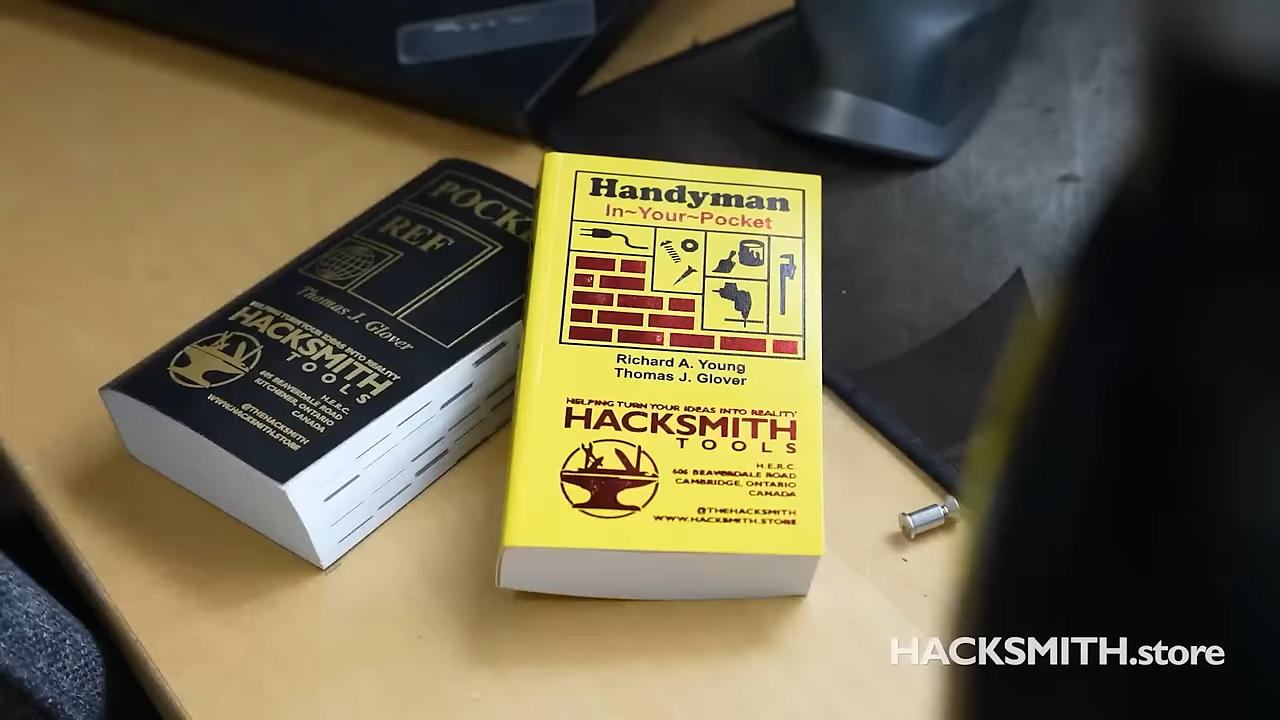 POCKE
REF
Thomas J. Glover
HELPING TURN YOUR IDEAS INTO REALITY
HACKSMITH
TOOLS
H.E.R.C.
606 BEAVERDALE ROAD
KITCHENER, ONTARIO
CANADA
@THEHACKSMITH
WWW.HACKSMITH.STORE
Handyman
In~Your~Pocket
Richard A. Young
Thomas J. Glover
HELPING TURN YOUR IDEAS INTO REALITY
HACKSMITH
TOOLS
H.E.R.C.
606 BEAVERDALE ROAD
CAMBRIDGE, ONTARIO
CANADA
@THEHACKSMITH
WWW.HACKSMITH.STORE
HACKSMITH.store